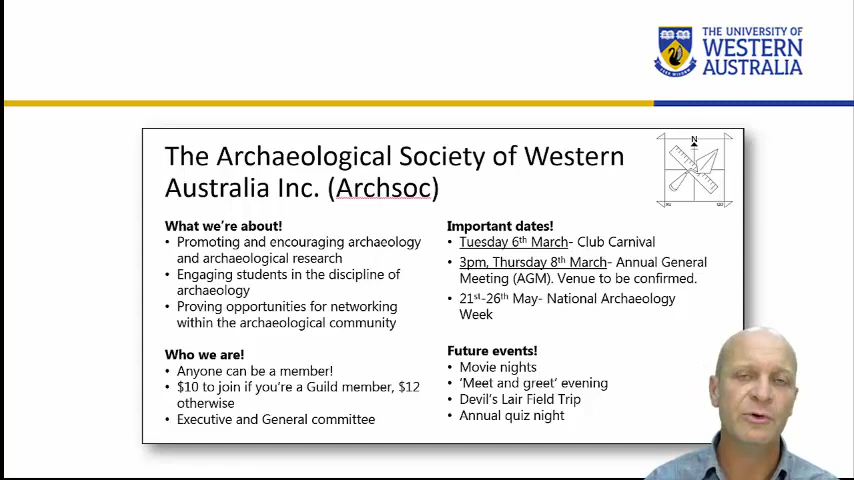 THE UNIVERSITY OF
WESTERN
AUSTRALIA
The Archaeological Society of Western
Australia Inc. (Archsoc)
N
What we're about!
• Promoting and encouraging archaeology
and archaeological research
• Engaging students in the discipline of
archaeology
• Proving opportunities for networking
within the archaeological community
Who we are!
• Anyone can be a member!
• $10 to join if you're a Guild member, $12
otherwise
• Executive and General committee
Important dates!
• Tuesday 6th March- Club Carnival
• 3pm, Thursday 8th March- Annual General
Meeting (AGM). Venue to be confirmed.
• 21st-26th May- National Archaeology
Week
Future events!
• Movie nights
• 'Meet and greet' evening
• Devil's Lair Field Trip
• Annual quiz night